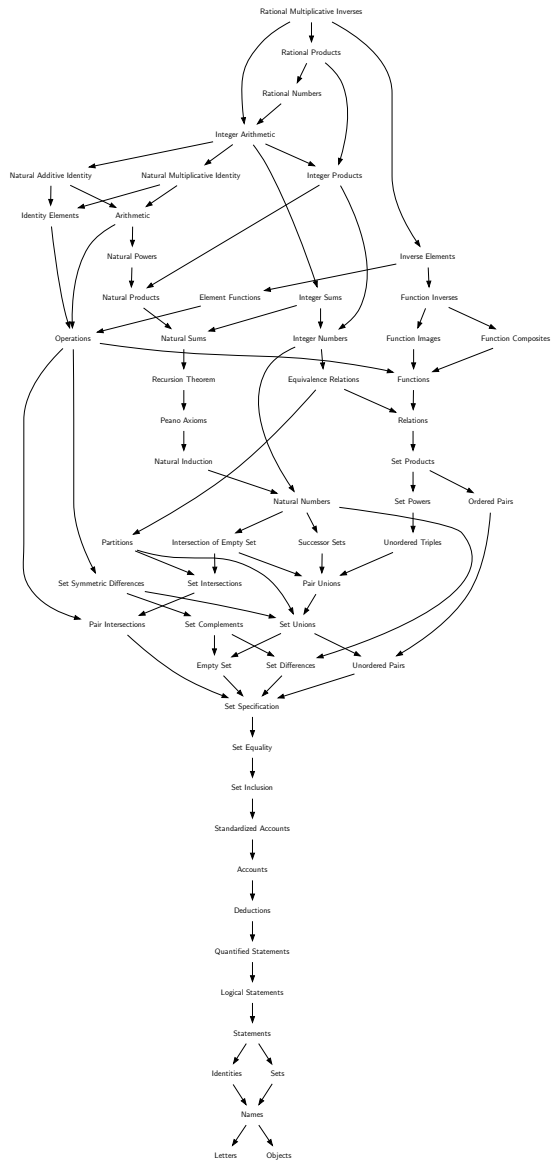 Rational Multiplicative Inverses
Rational Products
Rational Numbers
Integer Arithmetic
Natural Additive Identity
Natural Multiplicative Identity
Integer Products
Identity Elements
Arithmetic
Natural Powers
Inverse Elements
Natural Products
Element Functions
Integer Sums
Function Inverses
Operations
Natural Sums
Integer Numbers
Function Images
Function Composites
Recursion Theorem
Equivalence Relations
Functions
Peano Axioms
Relations
Natural Induction
Set Products
Natural Numbers
Set Powers
Ordered Pairs
Partitions
Intersection of Empty Set
Successor Sets
Unordered Triples
Set Symmetric Differences
Set Intersections
Pair Unions
Pair Intersections
Set Complements
Set Unions
Empty Set
Set Differences
Unordered Pairs
Set Specification
Set Equality
Set Inclusion
Standardized Accounts
Accounts
Deductions
Quantified Statements
Logical Statements
Statements
Identities
Sets
Names
Letters
Objects